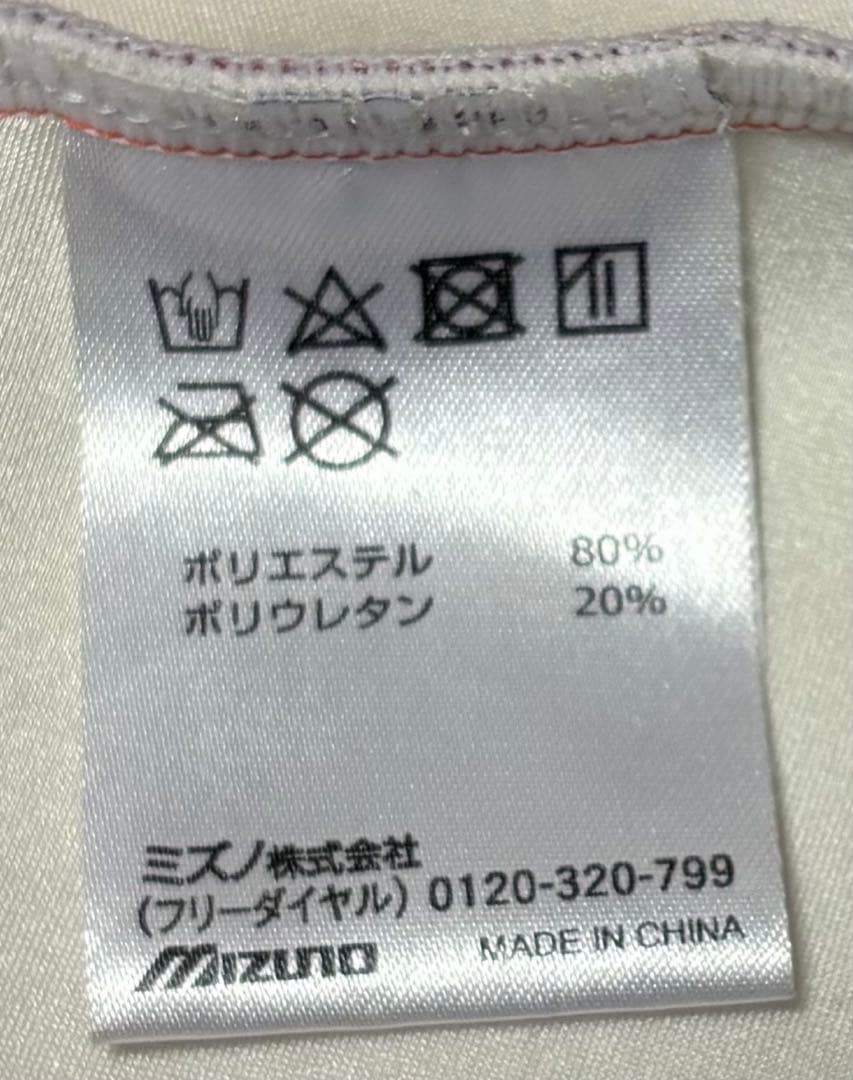 ポリエステル 80%
ポリウレタン 20%
ミズノ株式会社
(フリーダイヤル) 0120-320-799
MIZUNO MADE IN CHINA